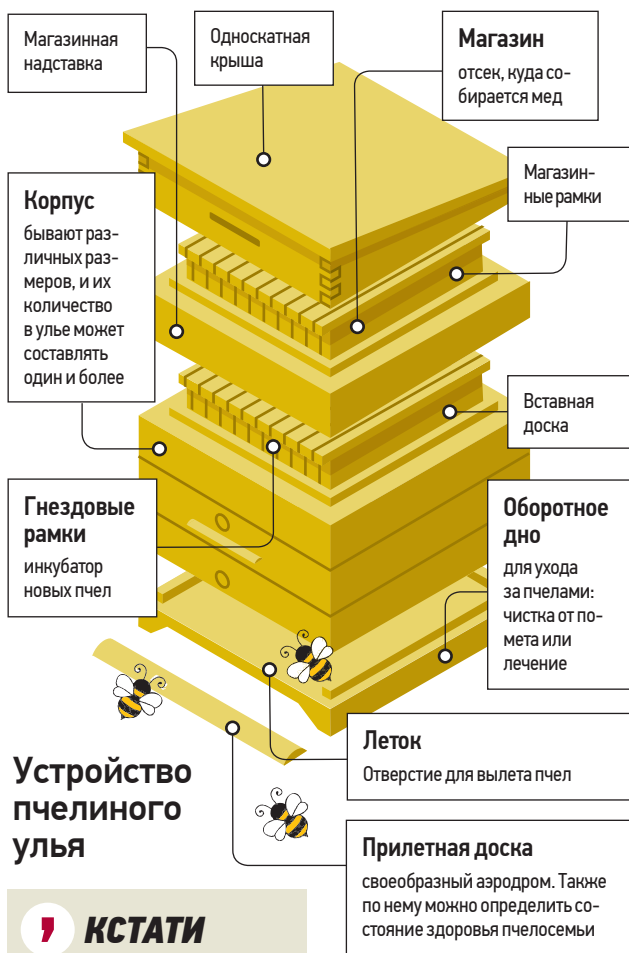 Магазинная
надставка
Односкатная
крыша
Магазин
отсек, куда со-
бирается мед
Магазин-
ные рамки
Корпус
бывают раз-
личных раз-
меров, и их
количество
в улье может
составлять
один и более
Вставная
доска
Гнездовые
рамки
инкубатор
новых пчел
Оборотное
дно
для ухода
за пчелами:
чистка от по-
мета или
лечение
Леток
Отверстие для вылета пчел
Устройство
пчелиного
улья
Прилетная доска
своеобразный аэродром. Также
по нему можно определить со-
стояние здоровья пчелосемьи
КСТАТИ